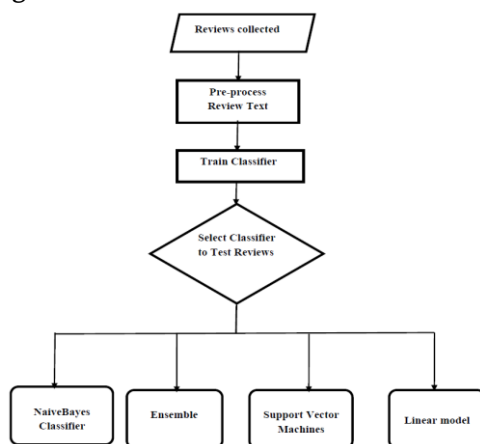 Reviews collected
Pre-process
Review Text
Train Classifier
Select Classifier
to Test Reviews
NaiveBayes
Classifier
Ensemble
Support Vector
Machines
Linear model